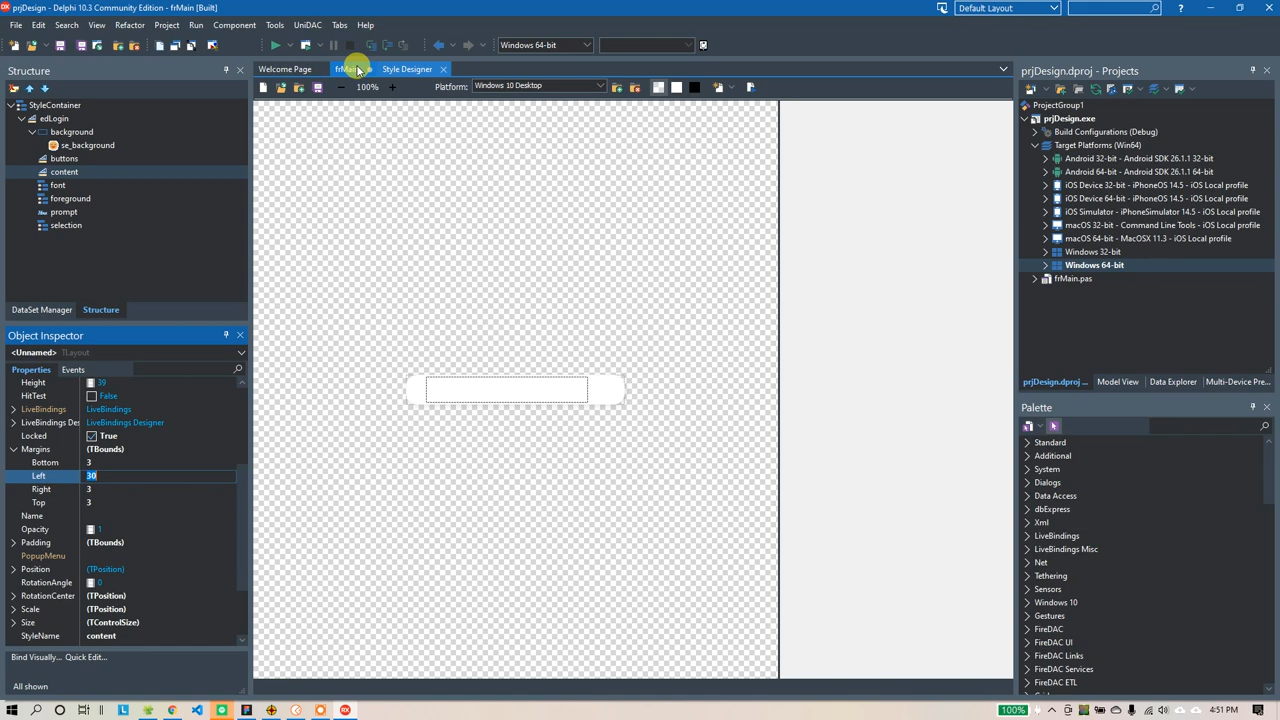 prjDesign - Delphi 10.3 Community Edition - frMain [Built]
Default Layout
File Edit Search View Refactor Project Run Component Tools UniDAC Tabs Help
Windows 64-bit
Structure
Welcome Page
Style Designer
100%
Platform:
Windows 10 Desktop
StyleContainer
edLogin
background
se_background
buttons
content
font
foreground
prompt
selection
DataSet Manager
Structure
Object Inspector
<Unnamed> TLayout
Properties Events
Height 39
HitTest False
LiveBindings LiveBindings
LiveBindings Des LiveBindings Designer
Locked True
Margins (TBounds)
Bottom 3
Left 30
Right 3
Top 3
Name
Opacity 1
Padding (TBounds)
PopupMenu
Position (TPosition)
RotationAngle 0
RotationCenter (TPosition)
Scale (TPosition)
Size (TControlSize)
StyleName content
Bind Visually... Quick Edit...
All shown
prjDesign.dproj - Projects
ProjectGroup1
prjDesign.exe
Build Configurations (Debug)
Target Platforms (Win64)
Android 32-bit - Android SDK 26.1.1 32-bit
Android 64-bit - Android SDK 26.1.1 64-bit
iOS Device 32-bit - iPhoneOS 14.5 - iOS Local profile
iOS Device 64-bit - iPhoneOS 14.5 - iOS Local profile
iOS Simulator - iPhoneSimulator 14.5 - iOS Local profile
macOS 32-bit - Command Line Tools - iOS Local profile
macOS 64-bit - MacOSX 11.3 - iOS Local profile
Windows 32-bit
Windows 64-bit
frMain.pas
prjDesign.dproj ...
Model View
Data Explorer
Multi-Device Pre...
Palette
Standard
Additional
System
Dialogs
Data Access
dbExpress
Xml
LiveBindings
LiveBindings Misc
Net
Tethering
Sensors
Windows 10
Gestures
FireDAC
FireDAC UI
FireDAC Links
FireDAC Services
FireDAC ETL
100%
4:51 PM